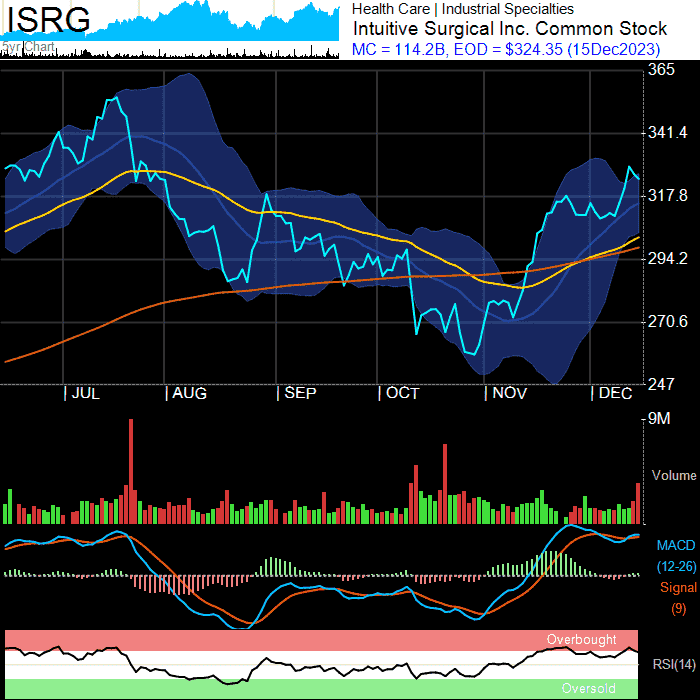 ISRG
5yr Chart
Health Care | Industrial Specialties
Intuitive Surgical Inc. Common Stock
MC = 114.2B, EOD = $324.35 (15Dec2023)
365
341.4
317.8
294.2
270.6
247
JUL
AUG
SEP
OCT
NOV
DEC
9M
Volume
MACD
(12-26)
Signal
(9)
Overbought
RSI(14)
Oversold